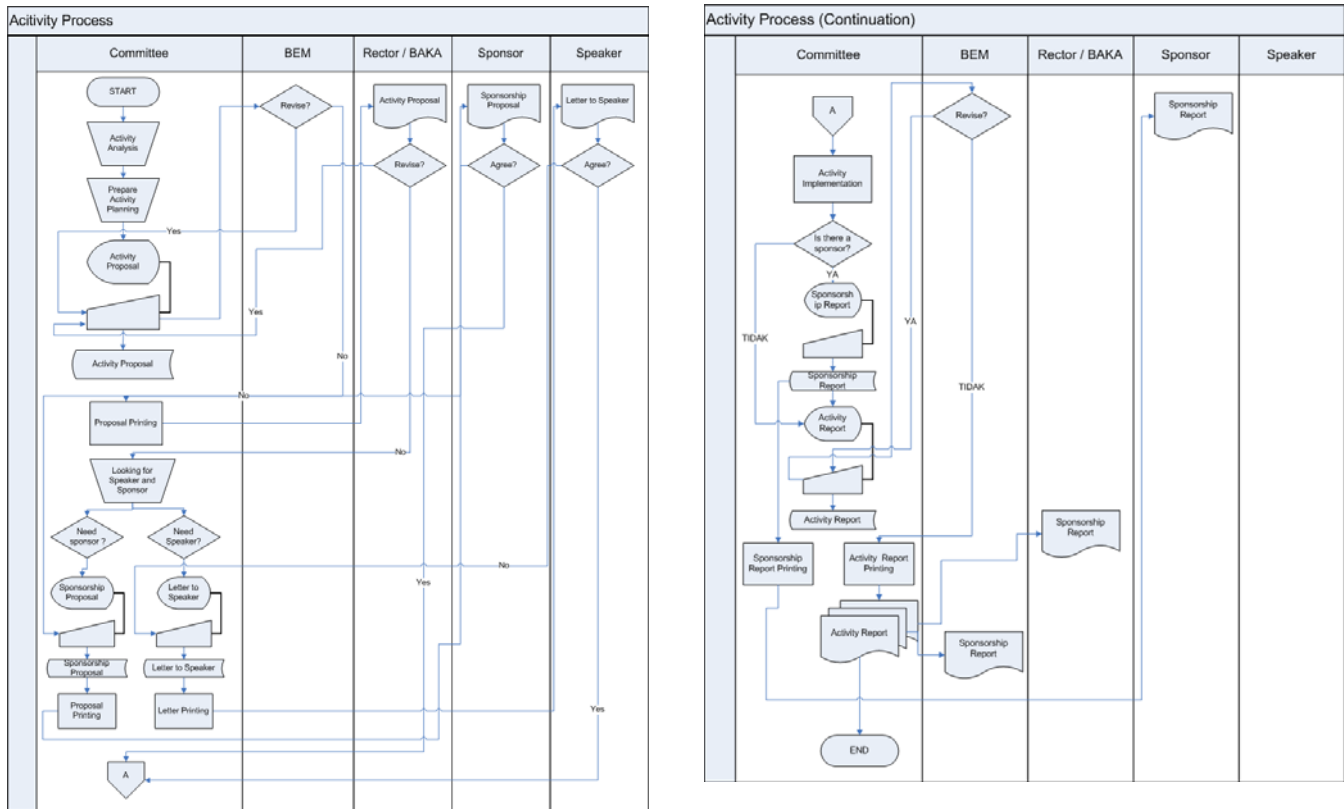 Acitivity Process
Committee
BEM
Rector / BAKA
Sponsor
Speaker
START
Revise?
Activity Proposal
Sponsorship
Proposal
Letter to Speaker
Activity
Analysis
Revise?
Agree?
Agree?
Prepare
Activity
Planning
Yes
Activity
Proposal
Yes
Activity Proposal
No
No
Proposal Printing
No
Looking for
Speaker and
Sponsor
Need
sponsor ?
Need
Speaker?
No
Yes
Sponsorship
Proposal
Letter to
Speaker
Sponsorship
Proposal
Letter to Speaker
Proposal
Printing
Letter Printing
Yes
A
Activity Process (Continuation)
Committee
BEM
Rector / BAKA
Sponsor
Speaker
A
Revise?
Sponsorship
Report
Activity
Implementation
Is there a
sponsor?
YA
Sponsorsh
ip Report
YA
TIDAK
Sponsorship
Report
TIDAK
Activity
Report
Activity Report
Sponsorship
Report
Sponsorship
Report Printing
Activity Report
Printing
Activity Report
Sponsorship
Report
END